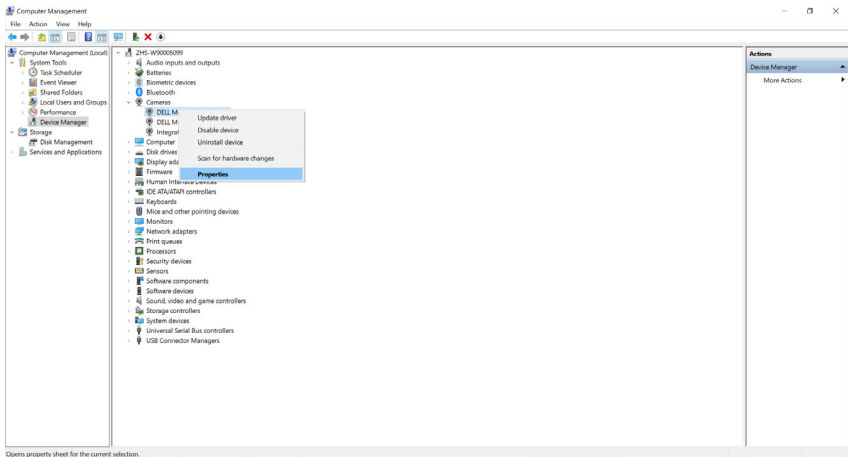 Computer Management
File Action View Help
Computer Management (Local)
System Tools
Task Scheduler
Event Viewer
Shared Folders
Local Users and Groups
Performance
Device Manager
Storage
Disk Management
Services and Applications
ZHS-W90005099
Audio inputs and outputs
Batteries
Biometric devices
Bluetooth
Cameras
DELL M
DELL M
Integrat
Computer
Disk drives
Display ada
Firmware
Human Interface Devices
IDE ATA/ATAPI controllers
Keyboards
Mice and other pointing devices
Monitors
Network adapters
Print queues
Processors
Security devices
Sensors
Software components
Software devices
Sound, video and game controllers
Storage controllers
System devices
Universal Serial Bus controllers
USB Connector Managers
Update driver
Disable device
Uninstall device
Scan for hardware changes
Properties
Actions
Device Manager
More Actions
Opens property sheet for the current selection.